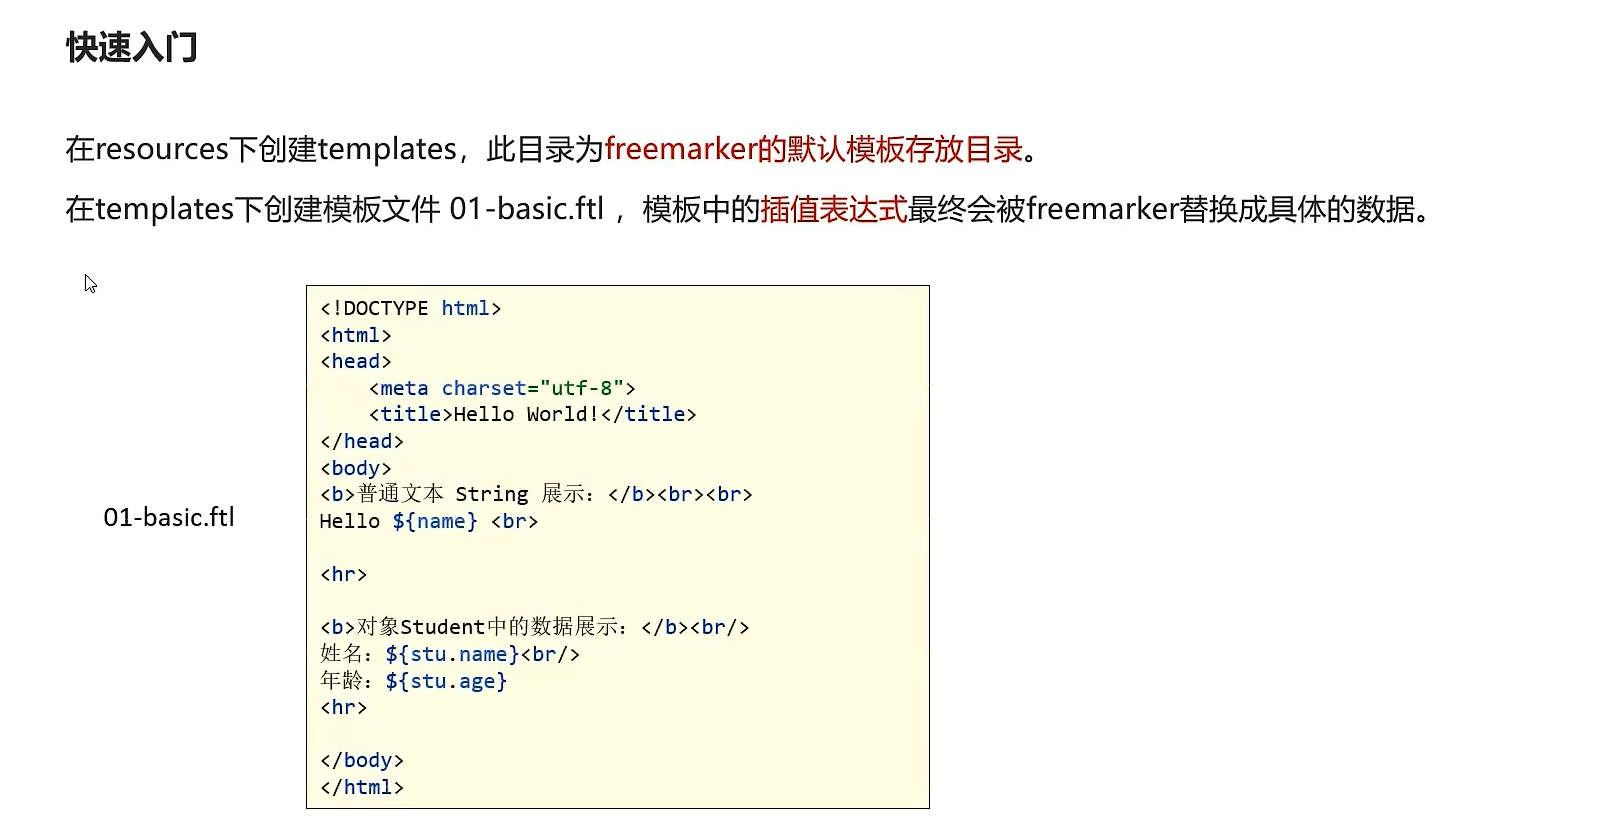 快速入门
在resources下创建templates，此目录为freemarker的默认模板存放目录。
在templates下创建模板文件 01-basic.ftl ，模板中的插值表达式最终会被freemarker替换成具体的数据。
<!DOCTYPE html>
<html>
<head>
    <meta charset="utf-8">
    <title>Hello World!</title>
</head>
<body>
<b>普通文本 String 展示：</b><br><br>
01-basic.ftl
Hello ${name} <br>
<hr>
<b>对象Student中的数据展示：</b><br/>
姓名：${stu.name}<br/>
年龄：${stu.age}
<hr>
</body>
</html>